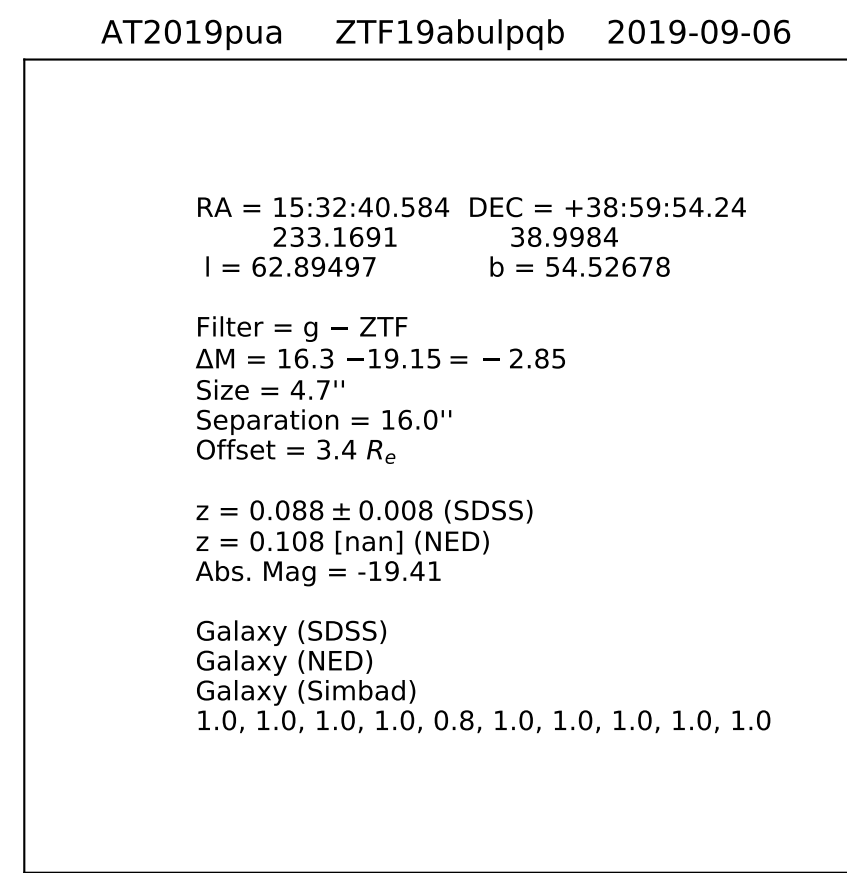 AT2019pua ZTF19abulpqb 2019-09-06
RA = 15:32:40.584 DEC = +38:59:54.24
233.1691 38.9984
l = 62.89497 b = 54.52678
Filter = g − ZTF
ΔM = 16.3 −19.15 = − 2.85
Size = 4.7''
Separation = 16.0''
Offset = 3.4 Re
z = 0.088 ± 0.008 (SDSS)
z = 0.108 [nan] (NED)
Abs. Mag = -19.41
Galaxy (SDSS)
Galaxy (NED)
Galaxy (Simbad)
1.0, 1.0, 1.0, 1.0, 0.8, 1.0, 1.0, 1.0, 1.0, 1.0